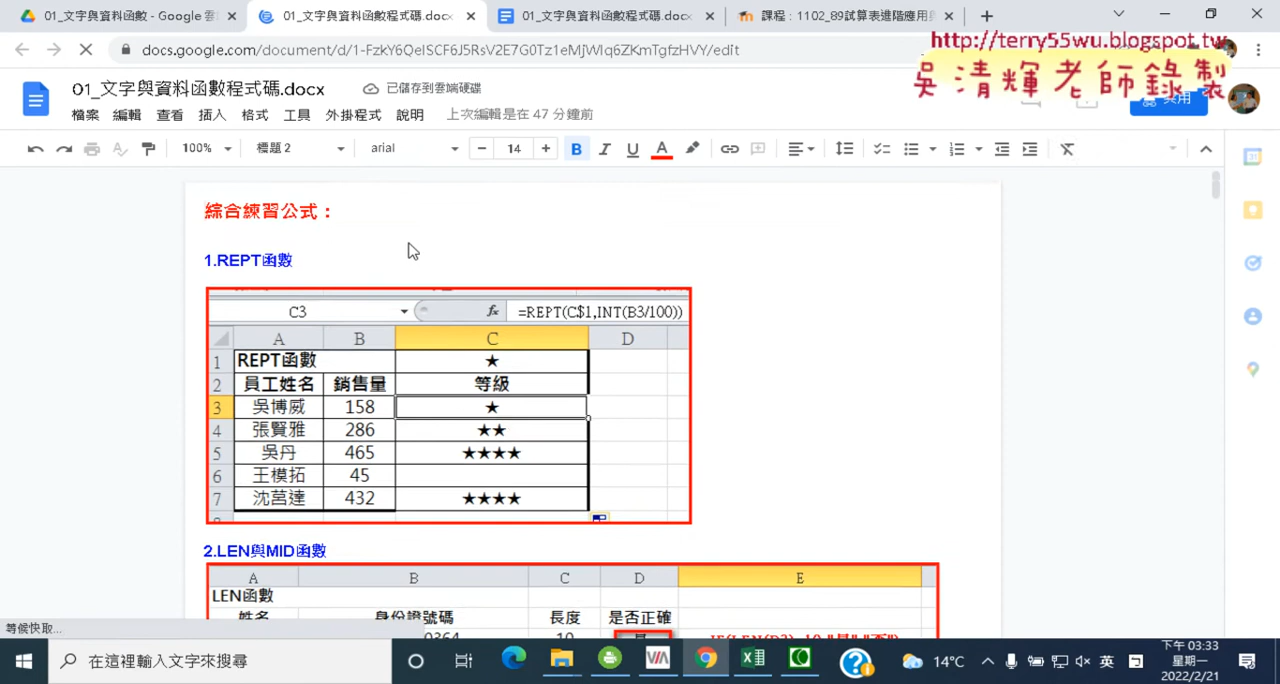 01_文字與資料函數 - Google 雲
01_文字與資料函數程式碼.docx
01_文字與資料函數程式碼.docx
課程：1102_89試算表進階應用
docs.google.com/document/d/1-FzkY6QeISCF6J5RsV2E7G0Tz1eMjWIq6ZKmTgfzHVY/edit
http://terry55wu.blogspot.tw
吳清輝老師錄製
01_文字與資料函數程式碼.docx
已儲存到雲端硬碟
檔案 編輯 查看 插入 格式 工具 外掛程式 說明 上次編輯是在 47 分鐘前
共用
100% 標題 2 arial − 14 + B I U A
綜合練習公式：
1.REPT函數
C3 fx =REPT(C$1,INT(B3/100))
A B C D
1 REPT函數 ★
2 員工姓名 銷售量 等級
3 吳博威 158 ★
4 張賢雅 286 ★★
5 吳丹 465 ★★★★
6 王模拓 45
7 沈莒達 432 ★★★★
2.LEN與MID函數
A B C D E
LEN函數
姓名 身份證號碼 長度 是否正確
等候快取...
在這裡輸入文字來搜尋
14°C
英
下午 03:33
星期一
2022/2/21